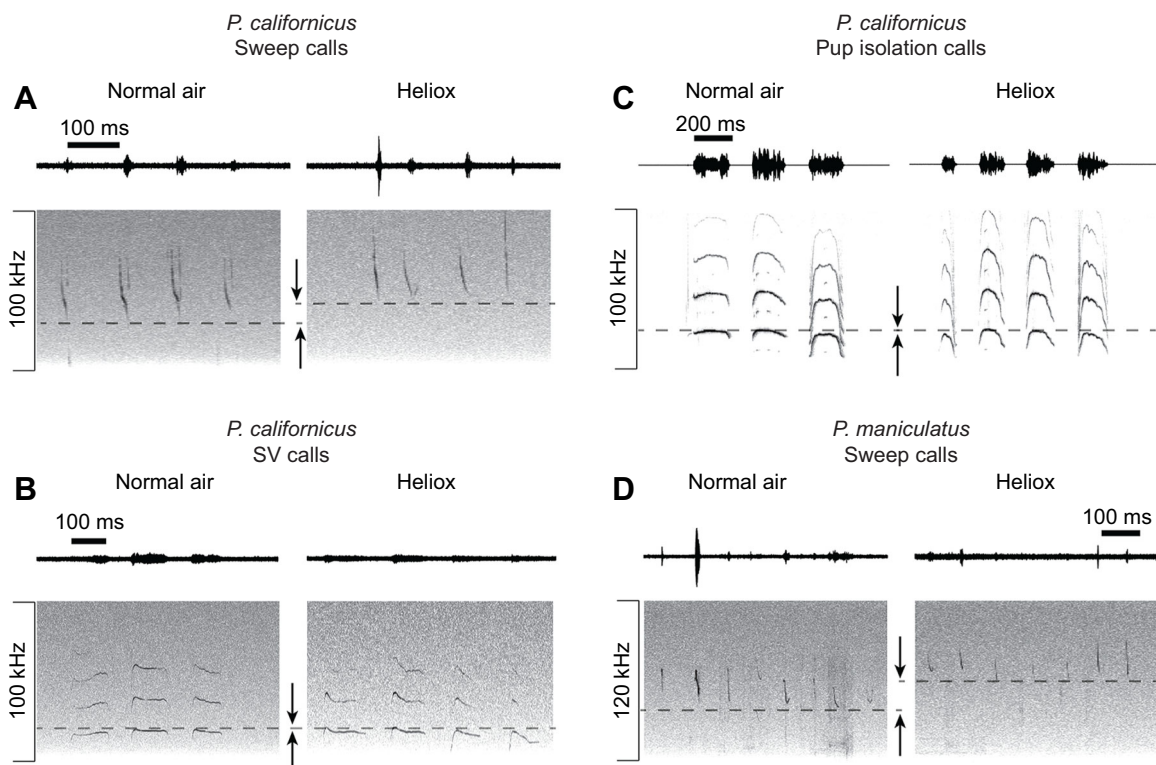 P. californicus
Sweep calls
A
Normal air
Heliox
100 ms
100 kHz
P. californicus
SV calls
B
Normal air
Heliox
100 ms
100 kHz
P. californicus
Pup isolation calls
C
Normal air
Heliox
200 ms
100 kHz
P. maniculatus
Sweep calls
D
Normal air
Heliox
100 ms
120 kHz